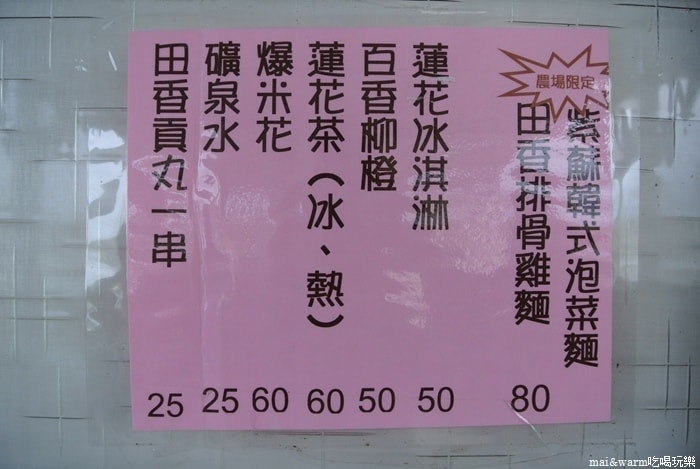 農場限定
紫蘇韓式泡菜麵
田香排骨雞麵 80
蓮花冰淇淋 50
百香柳橙 50
蓮花茶（冰、熱） 60
爆米花 60
礦泉水 25
田香貢丸一串 25
mai&warm吃喝玩樂